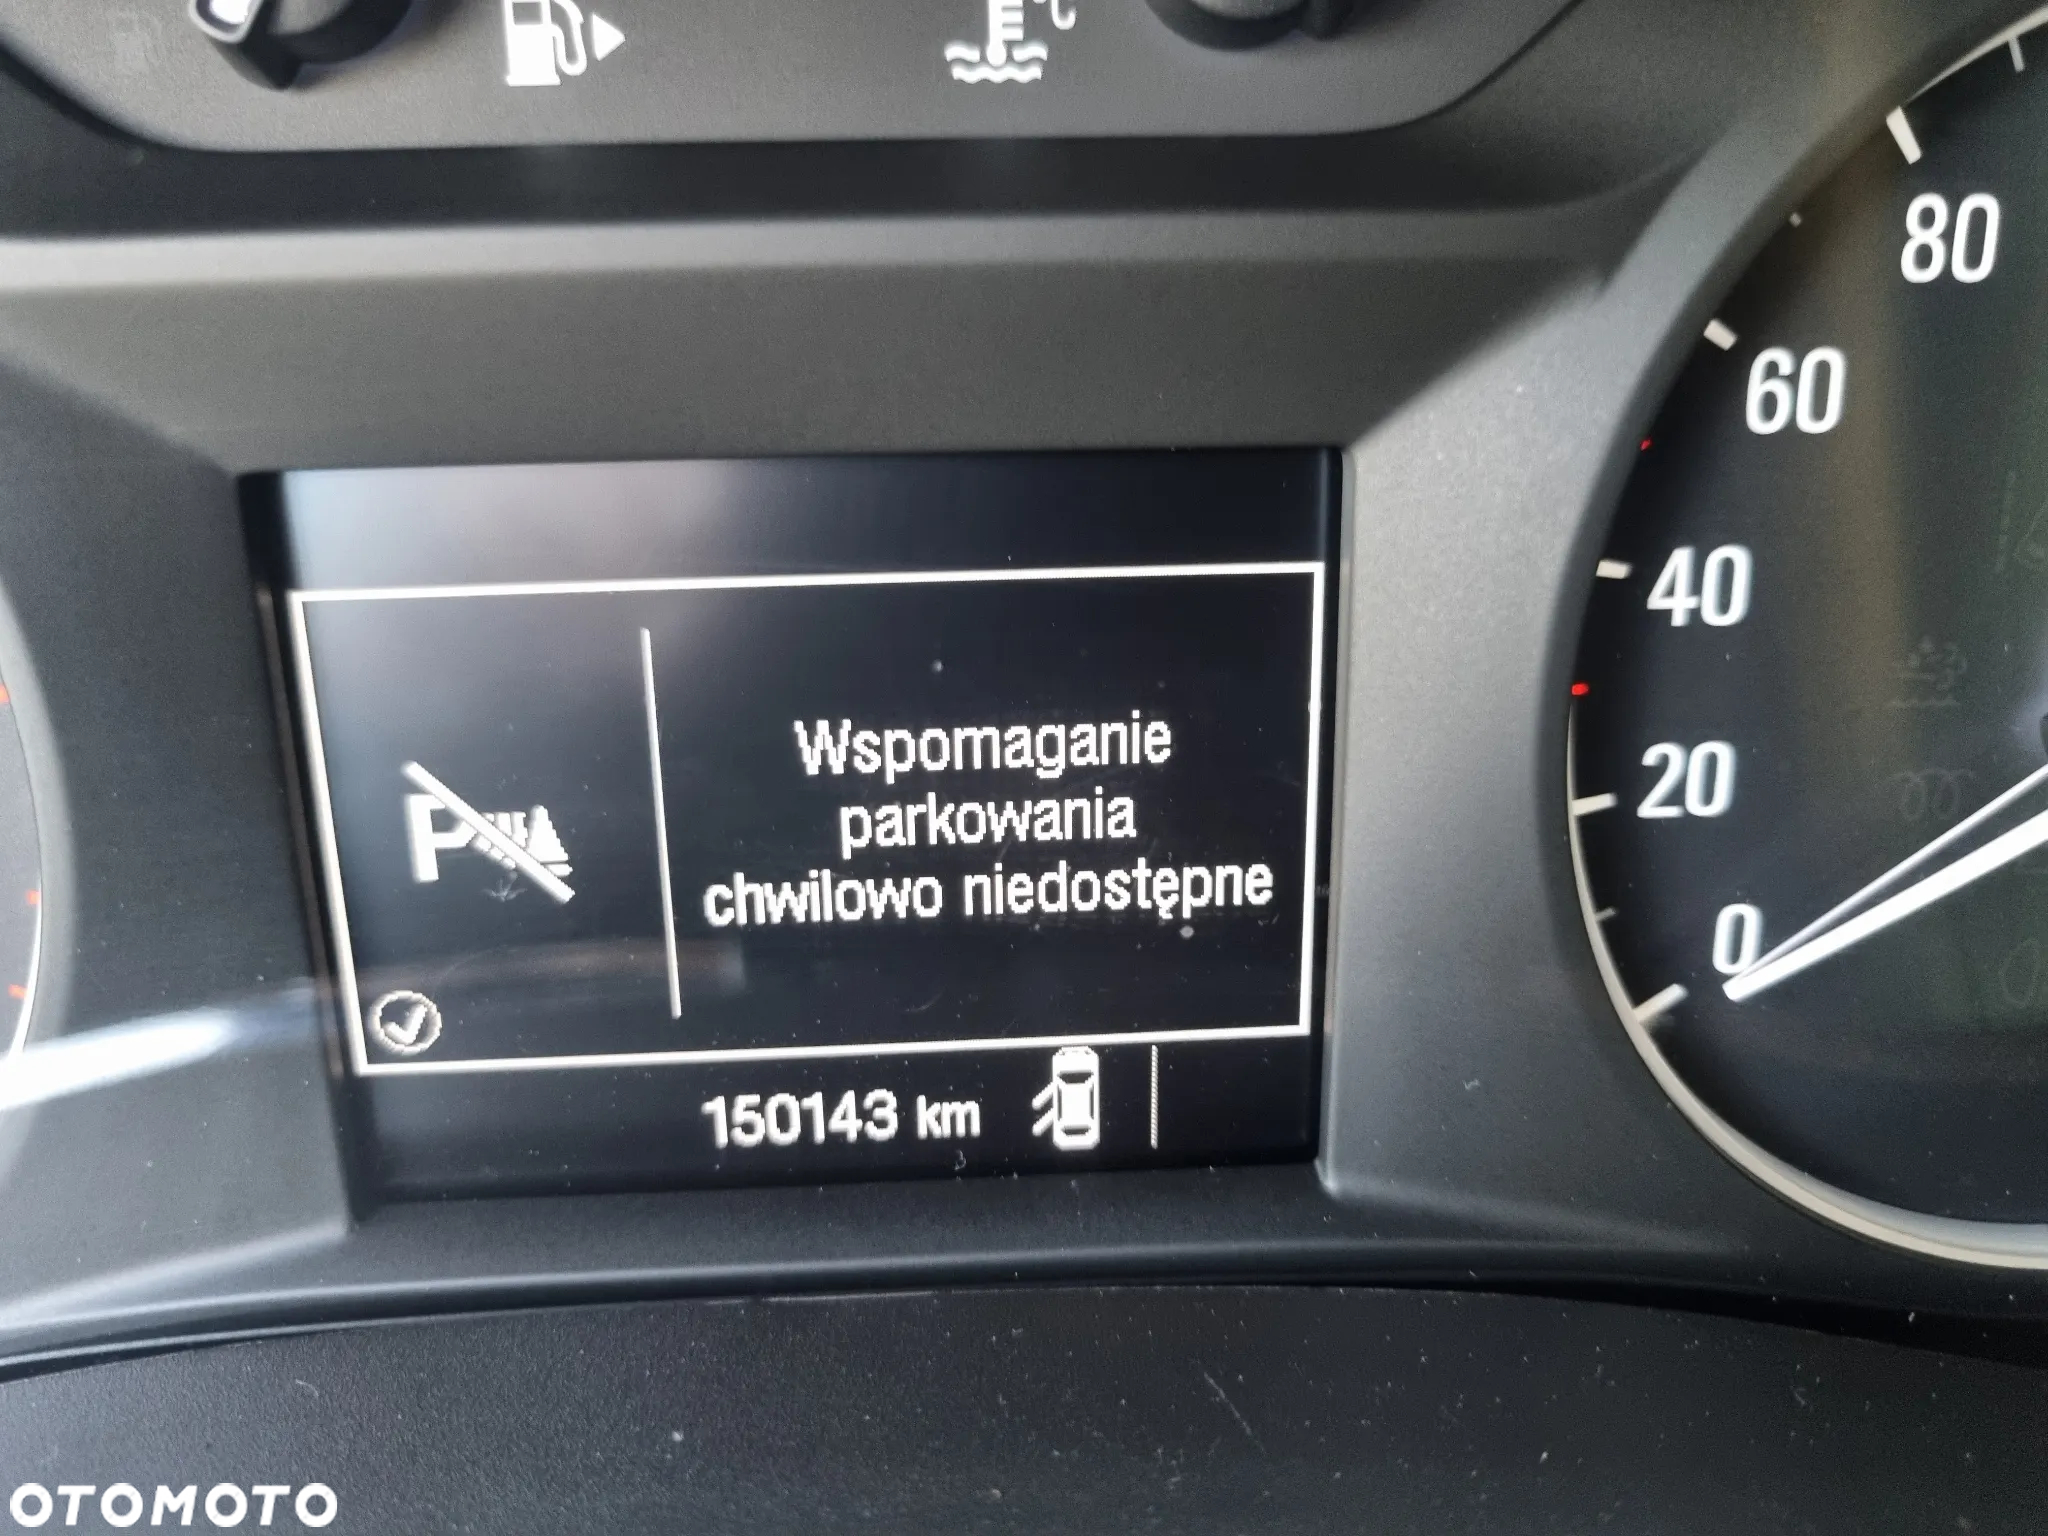 80
60
40
20
0
Wspomaganie
parkowania
chwilowo niedostępne
P
150143 km
OTOMOTO